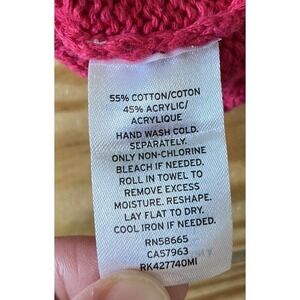 55% COTTON/COTON
45% ACRYLIC/
ACRYLIQUE
HAND WASH COLD.
SEPARATELY.
ONLY NON-CHLORINE
BLEACH IF NEEDED.
ROLL IN TOWEL TO
REMOVE EXCESS
MOISTURE. RESHAPE.
LAY FLAT TO DRY.
COOL IRON IF NEEDED.
RN58665
CA57963
RK427740MI